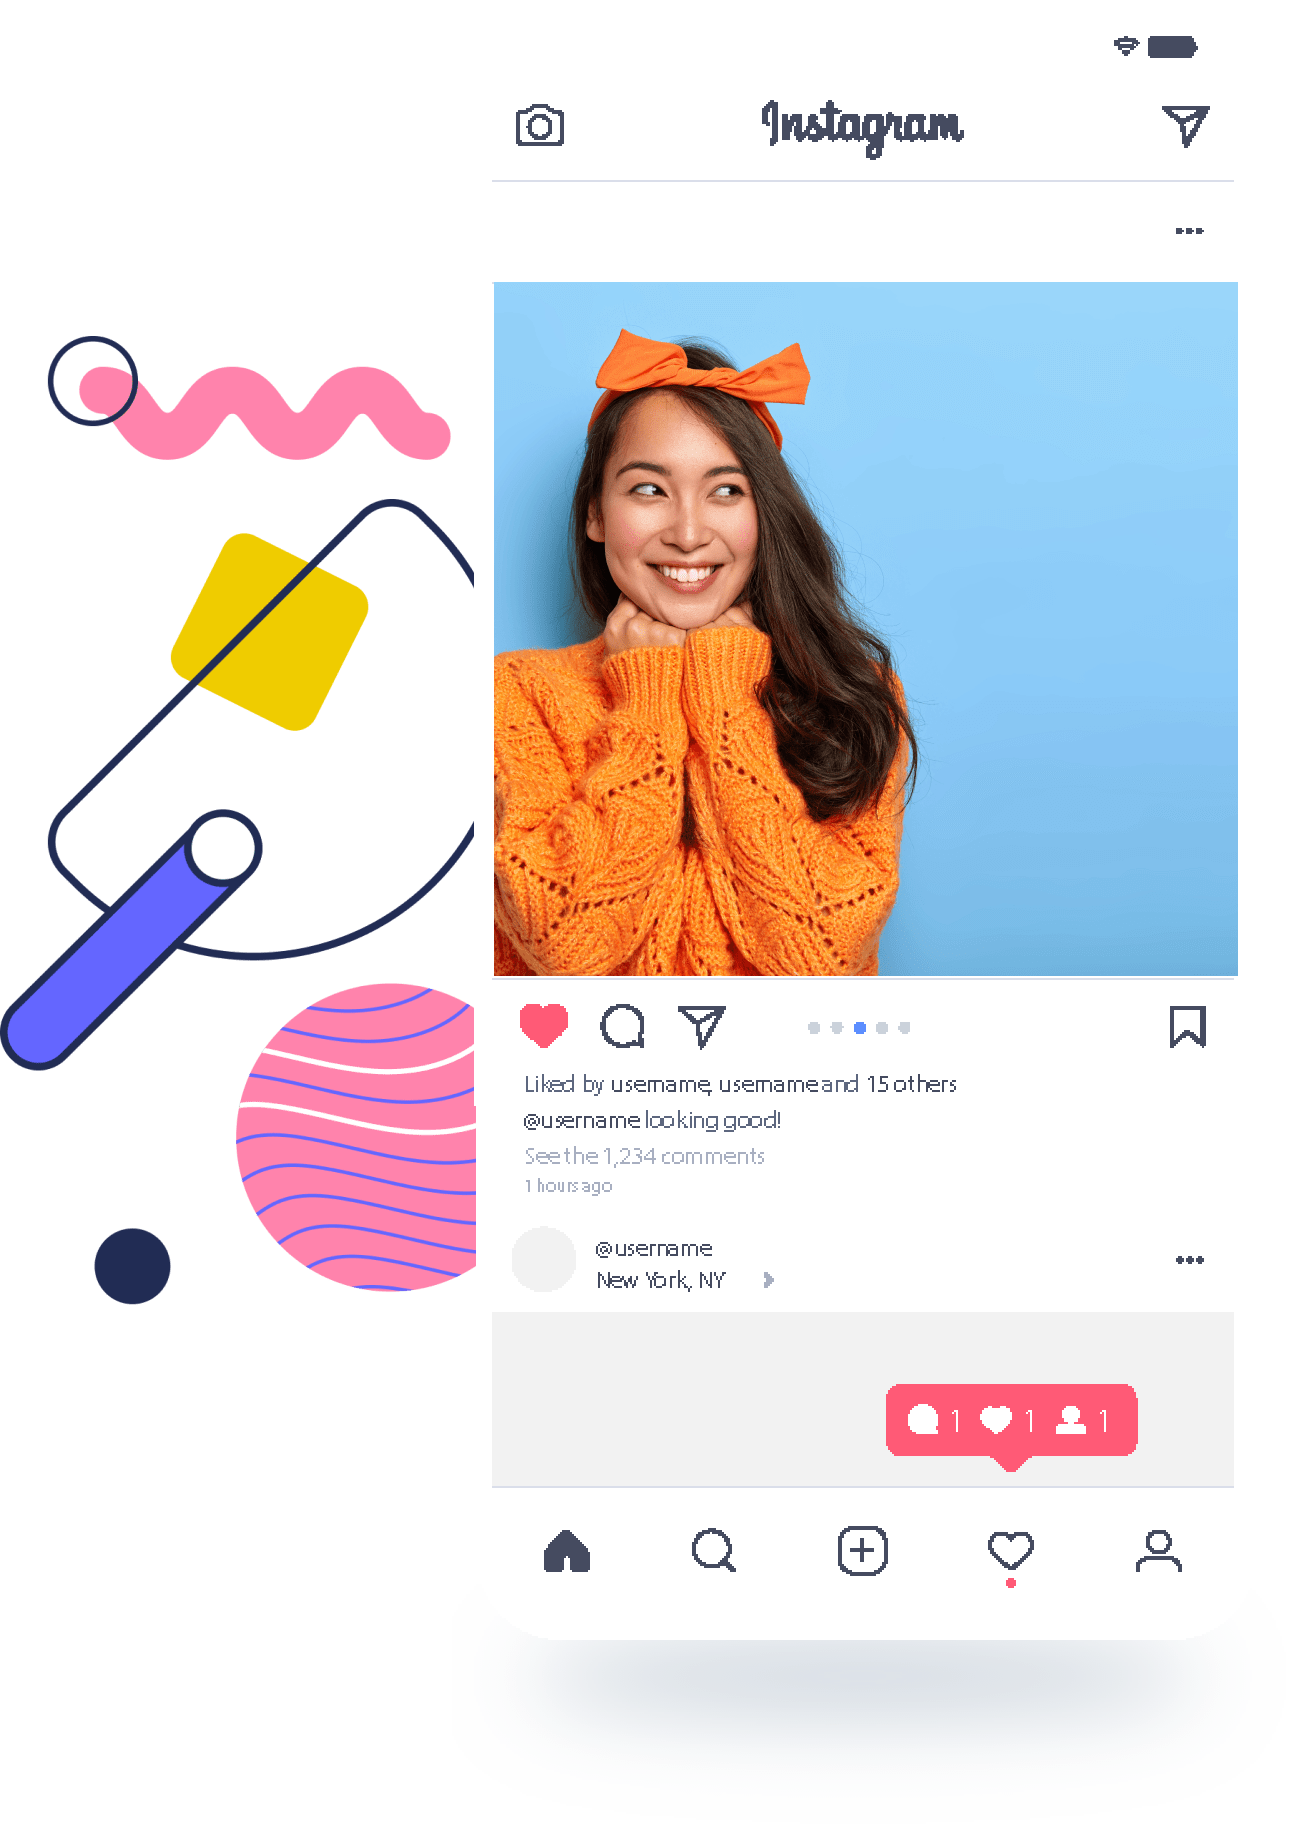 Instagram
Liked by username, username and 15 others
@username looking good!
See the 1,234 comments
1 hours ago
@username
New York, NY
1 1 1